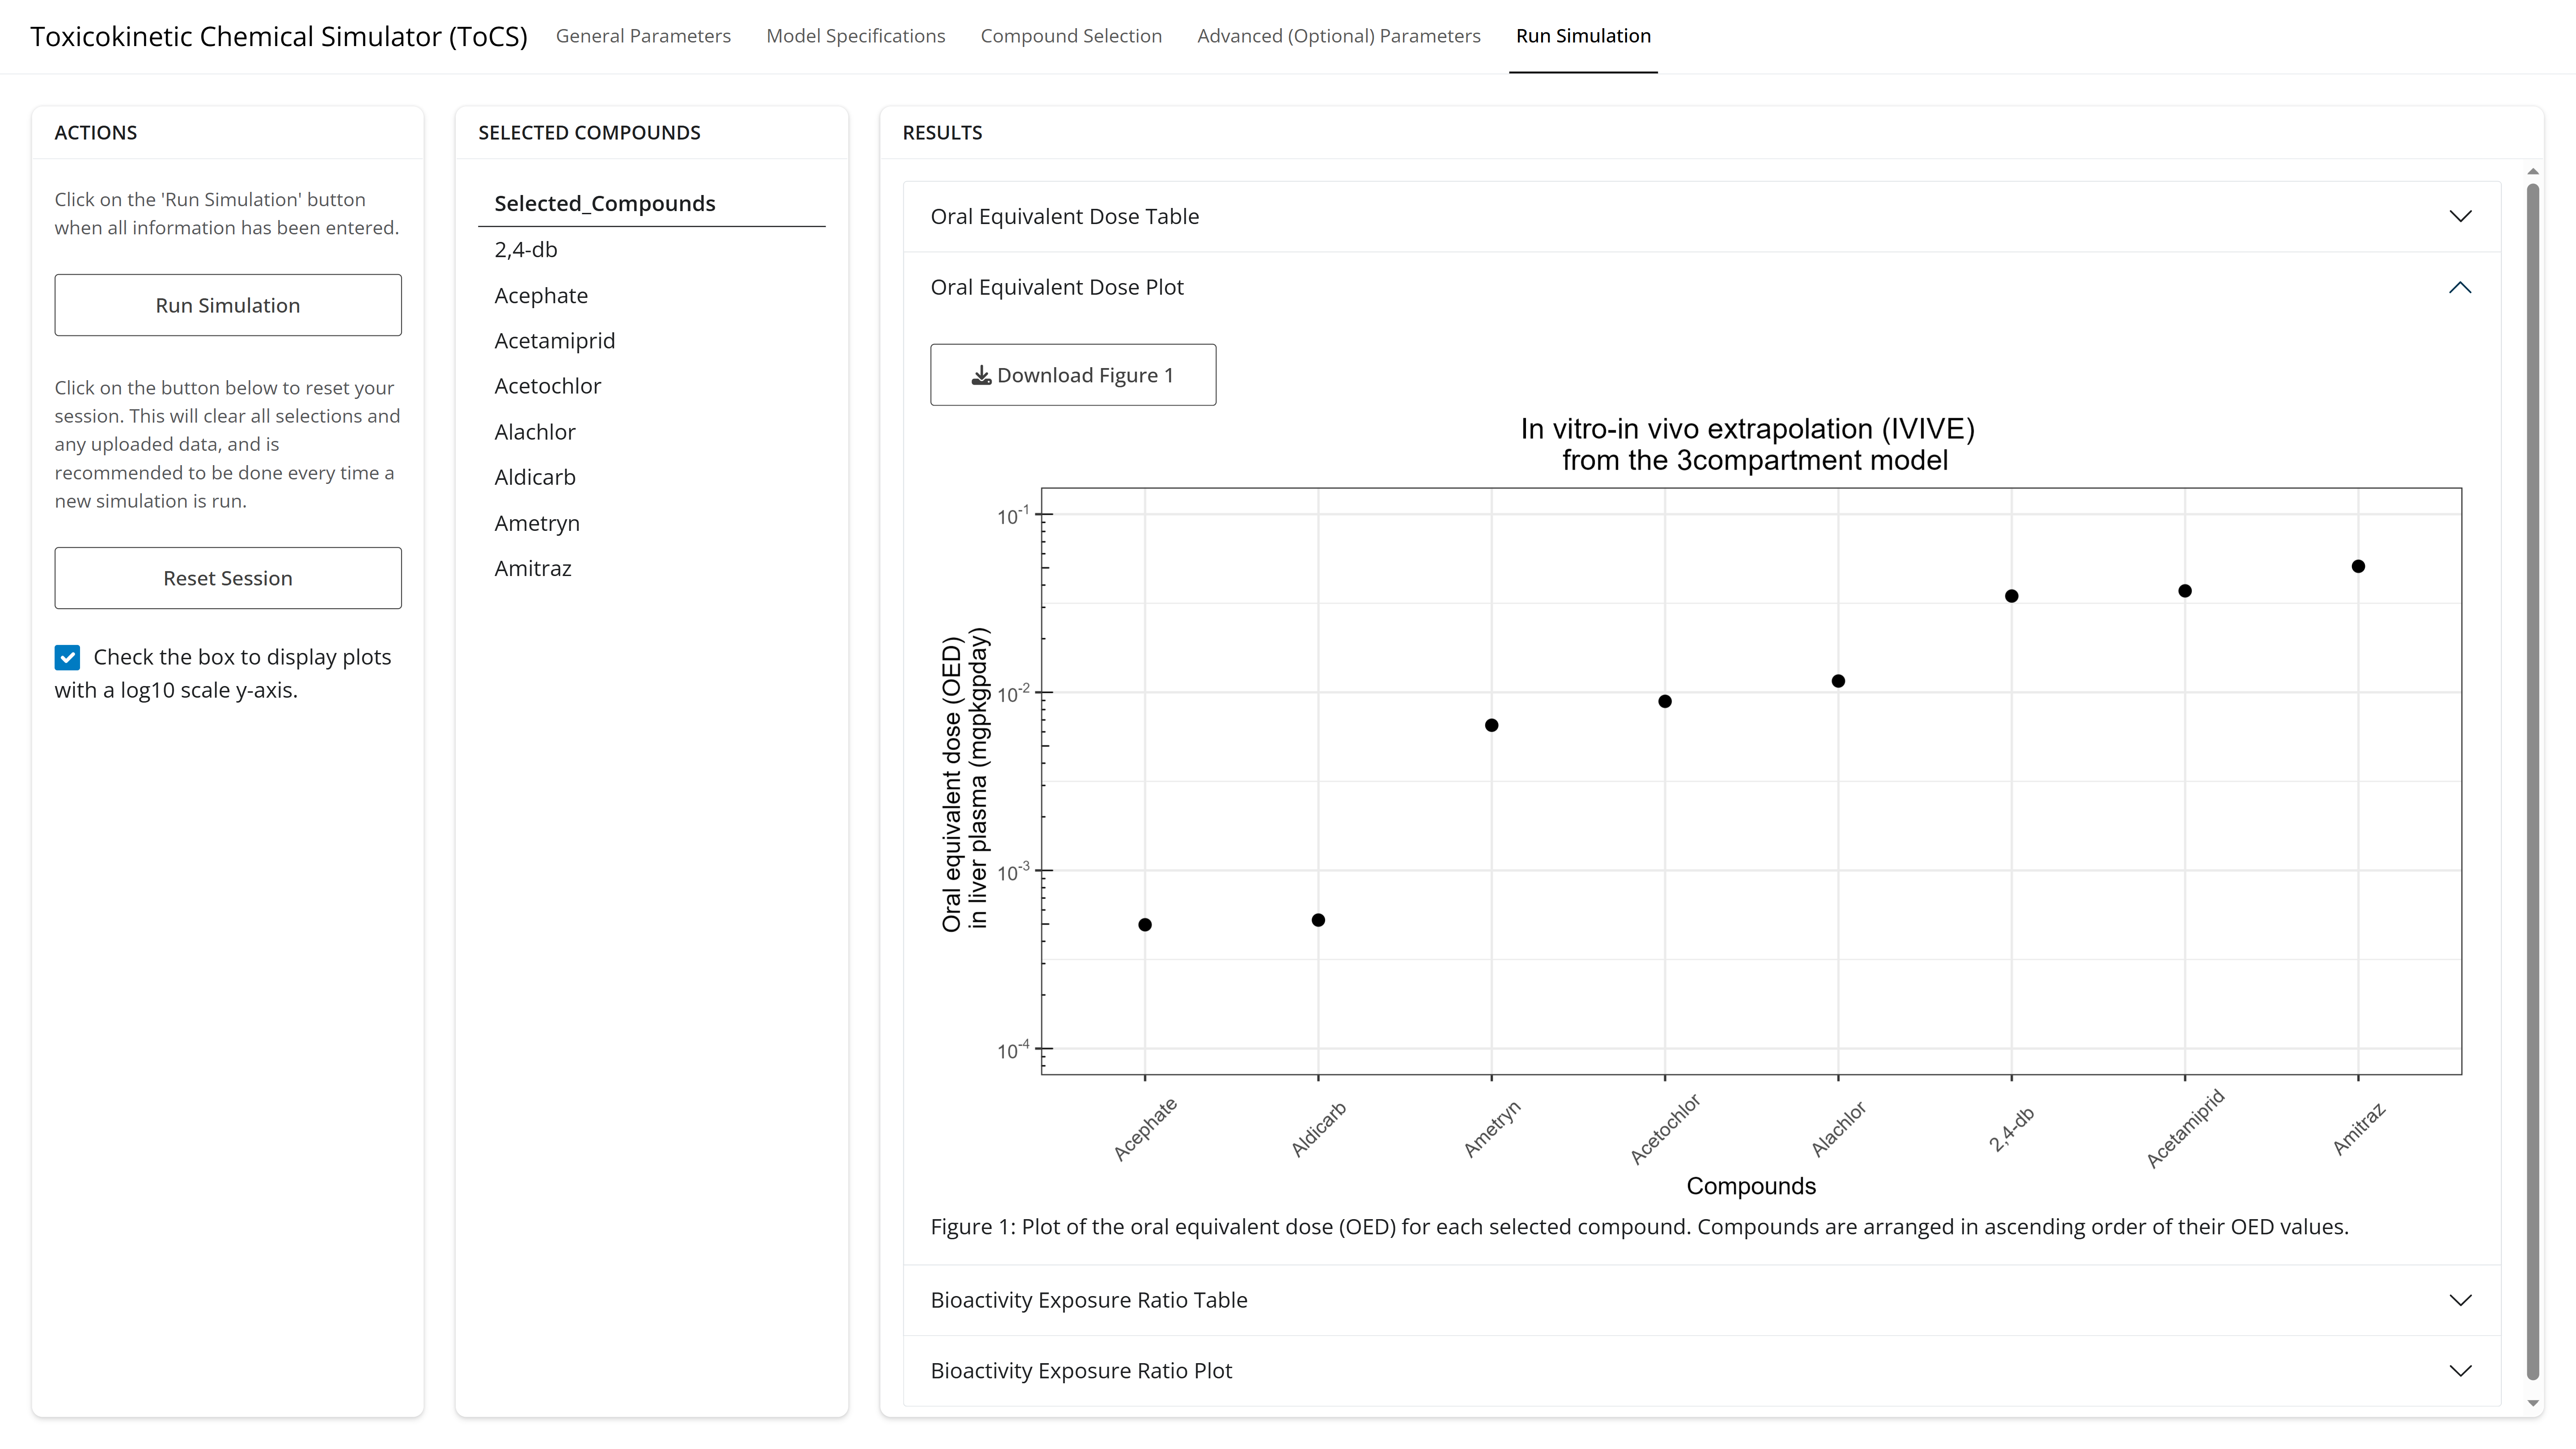 Toxicokinetic Chemical Simulator (ToCS)
General Parameters
Model Specifications
Compound Selection
Advanced (Optional) Parameters
Run Simulation
ACTIONS
Click on the 'Run Simulation' button
when all information has been entered.
Run Simulation
Click on the button below to reset your
session. This will clear all selections and
any uploaded data, and is
recommended to be done every time a
new simulation is run.
Reset Session
Check the box to display plots
with a log10 scale y-axis.
SELECTED COMPOUNDS
Selected_Compounds
2,4-db
Acephate
Acetamiprid
Acetochlor
Alachlor
Aldicarb
Ametryn
Amitraz
RESULTS
Oral Equivalent Dose Table
Oral Equivalent Dose Plot
Download Figure 1
In vitro-in vivo extrapolation (IVIVE)
from the 3compartment model
Oral equivalent dose (OED)
in liver plasma (mgpkgpday)
10⁻¹
10⁻²
10⁻³
10⁻⁴
Acephate
Aldicarb
Ametryn
Acetochlor
Alachlor
2,4-db
Acetamiprid
Amitraz
Compounds
Figure 1: Plot of the oral equivalent dose (OED) for each selected compound. Compounds are arranged in ascending order of their OED values.
Bioactivity Exposure Ratio Table
Bioactivity Exposure Ratio Plot